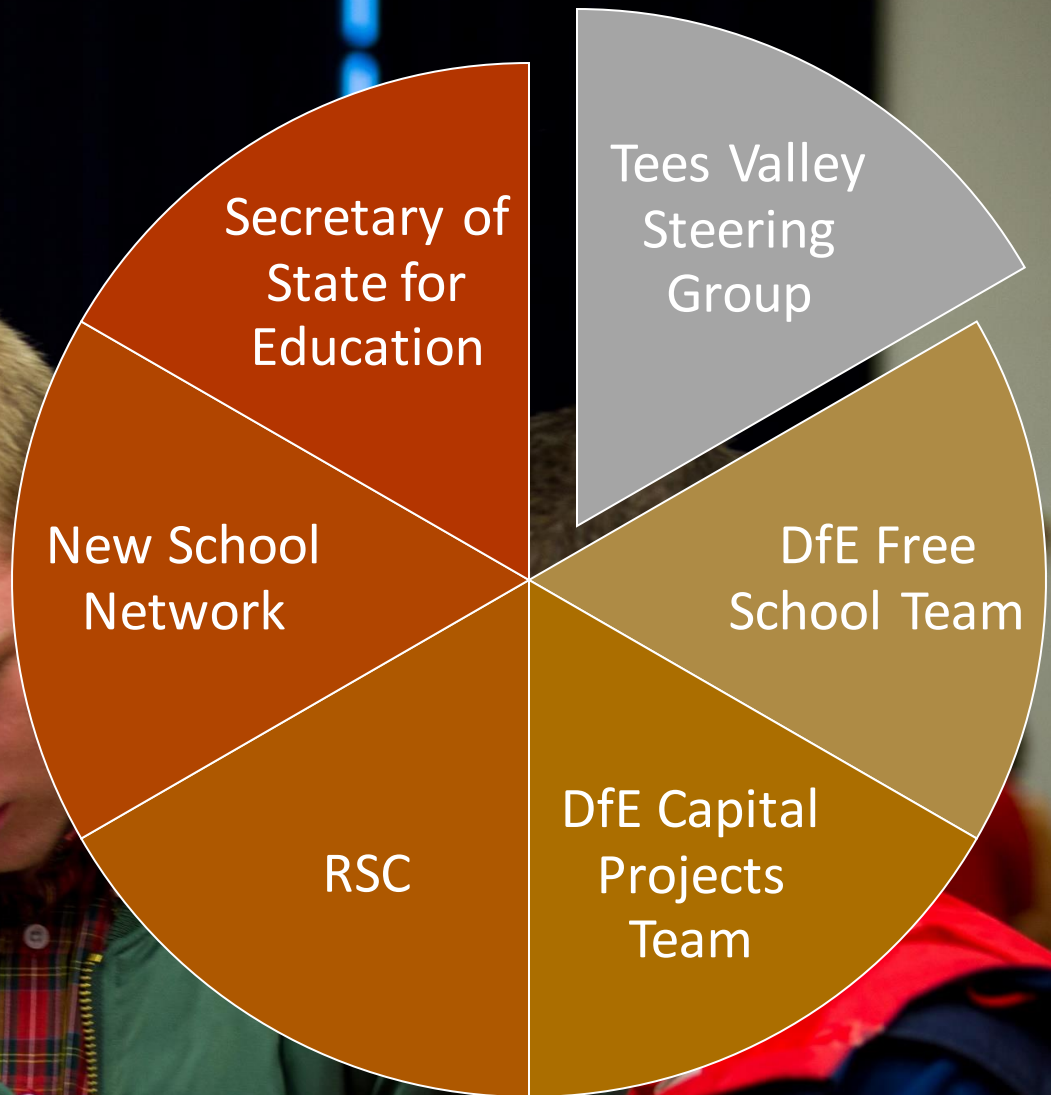 Tees Valley
Steering
Group
DfE Free
School Team
DfE Capital
Projects
Team
RSC
New School
Network
Secretary of
State for
Education